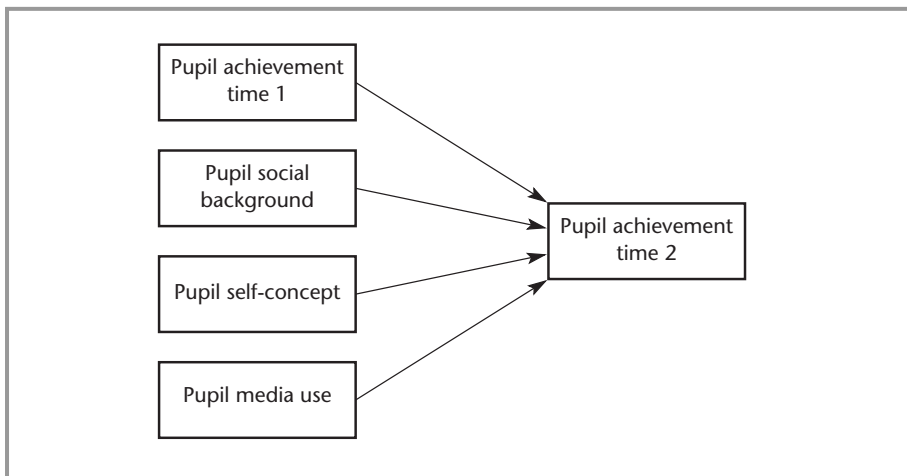 Pupil achievement
time 1
Pupil social
background
Pupil achievement
time 2
Pupil self-concept
Pupil media use